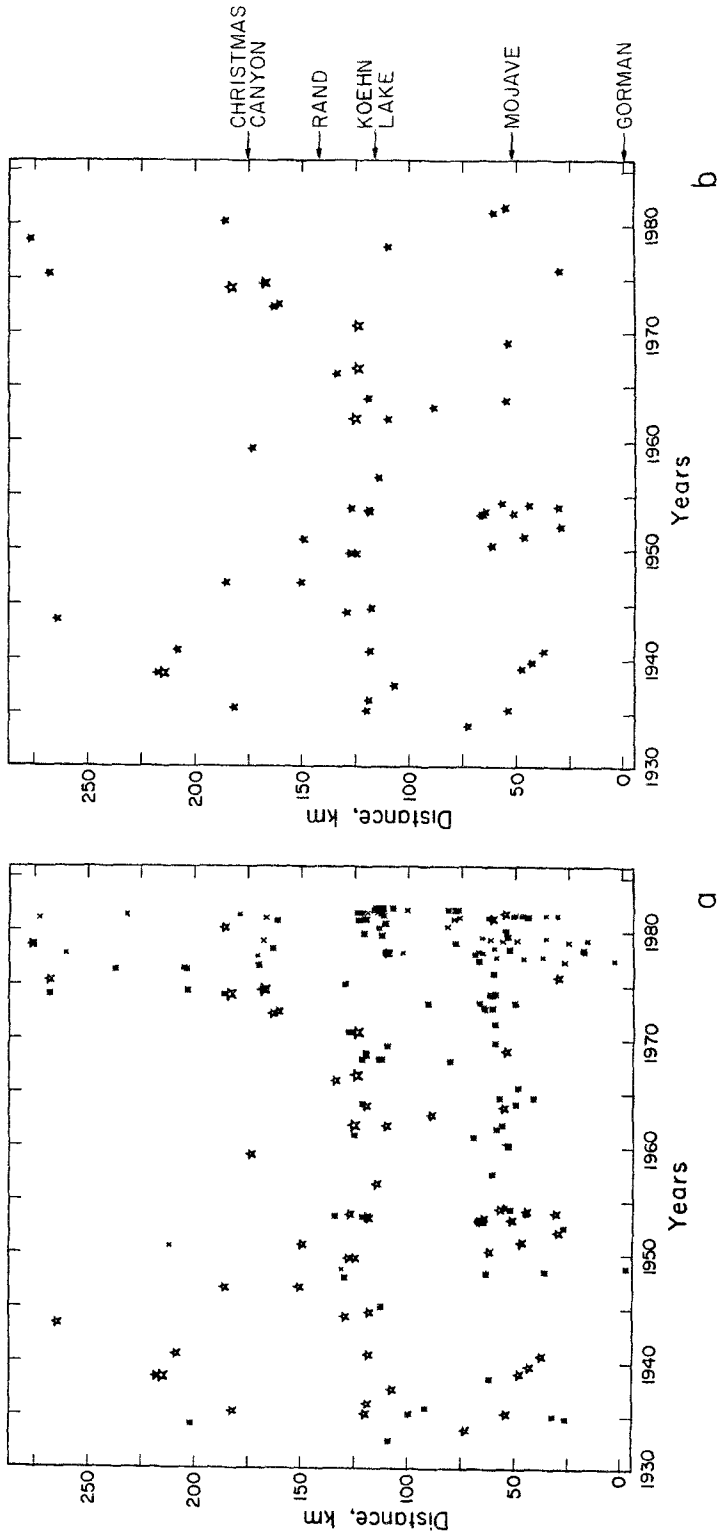 250
200
150
100
50
0
Distance, km
1930
1940
1950
1960
1970
1980
Years
a
250
200
150
100
50
0
Distance, km
1930
1940
1950
1960
1970
1980
Years
CHRISTMAS
CANYON
RAND
KOEHN
LAKE
MOJAVE
GORMAN
b